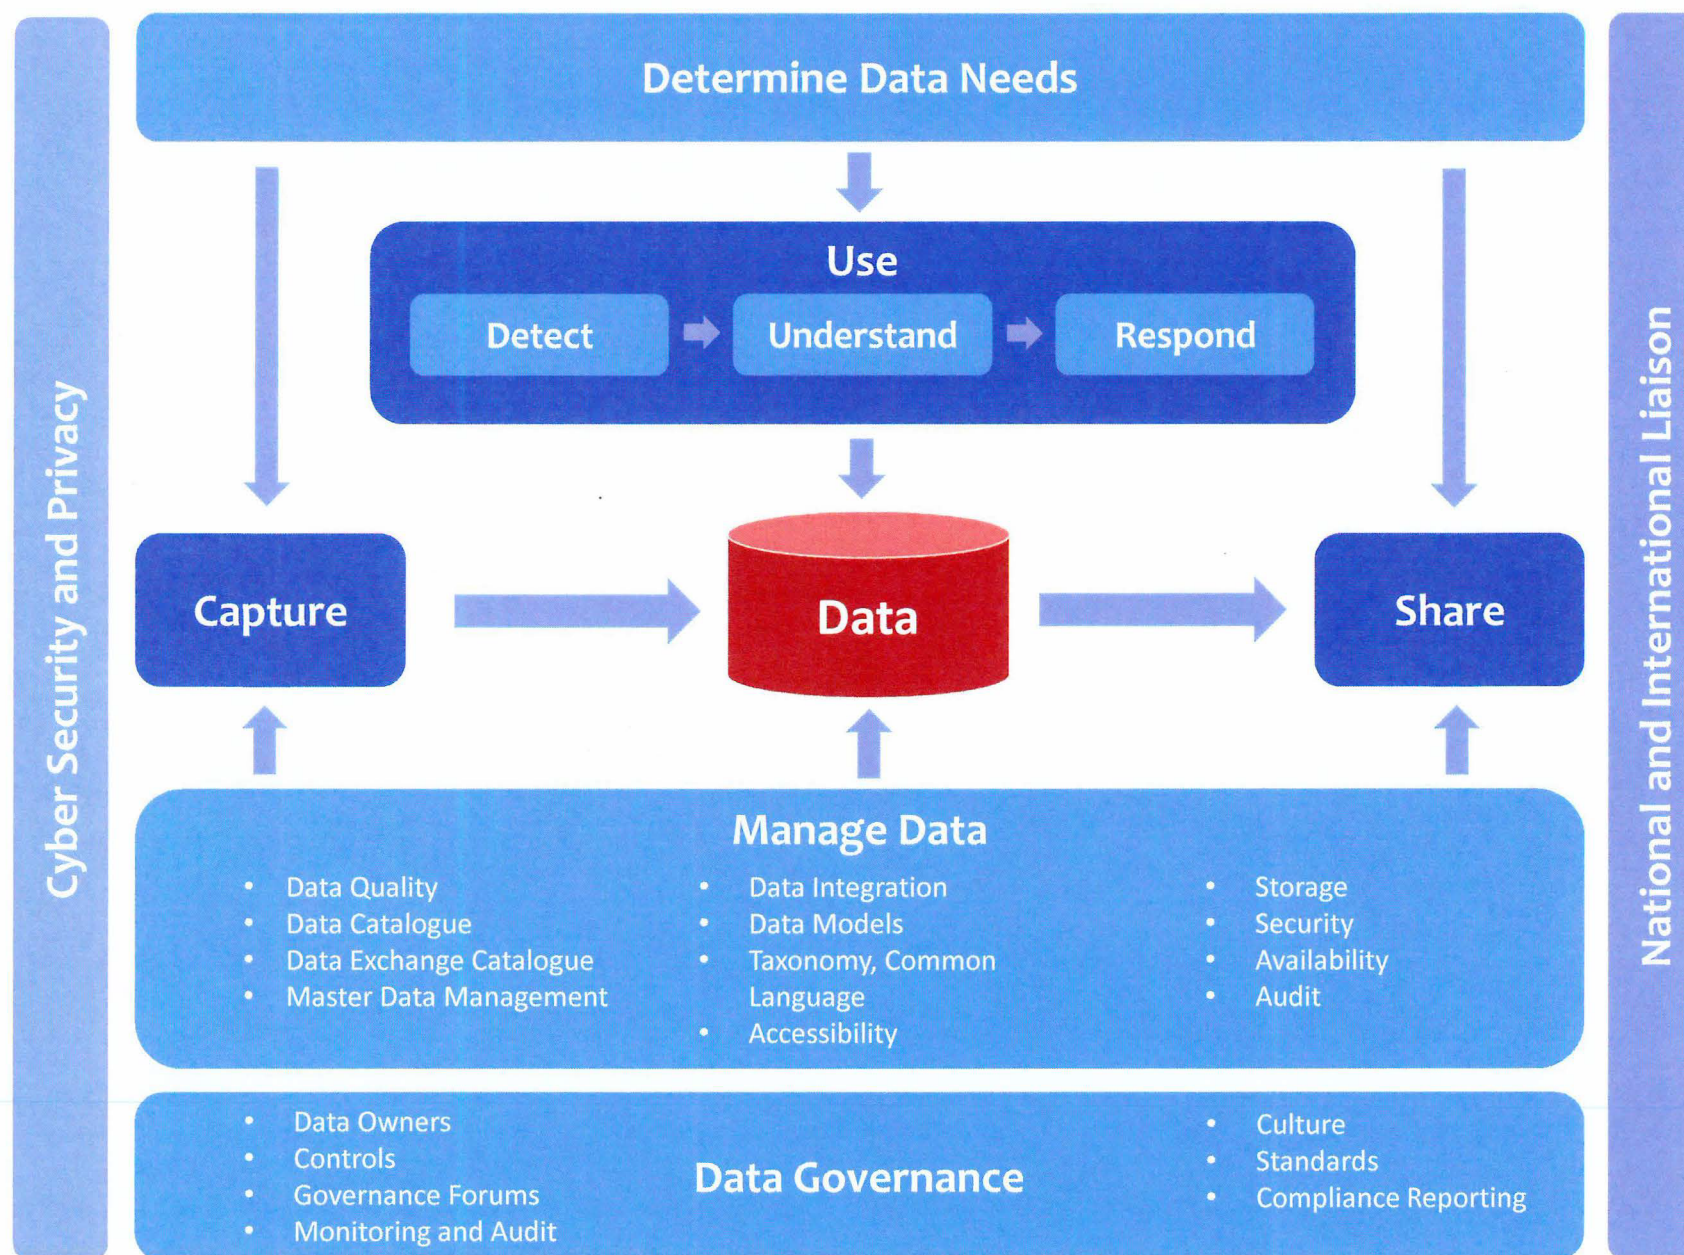 Cyber Security and Privacy
Determine Data Needs
Use
Detect
Understand
Respond
Capture
Data
Share
Manage Data
• Data Quality
• Data Catalogue
• Data Exchange Catalogue
• Master Data Management
• Data Integration
• Data Models
• Taxonomy, Common
Language
• Accessibility
• Storage
• Security
• Availability
• Audit
• Data Owners
• Controls
• Governance Forums
• Monitoring and Audit
Data Governance
• Culture
• Standards
• Compliance Reporting
National and International Liaison